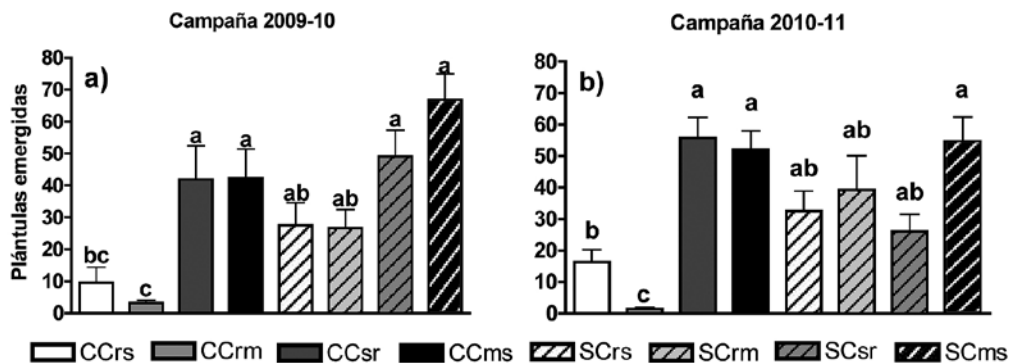 Campaña 2009-10
Campaña 2010-11
Plántulas emergidas
a)
80
70
60
50
40
30
20
10
0
bc
c
a
a
ab
ab
a
a
b)
80
70
60
50
40
30
20
10
0
b
c
a
a
ab
ab
ab
a
CCrs CCrm CCsr CCms SCrs SCrm SCsr SCms